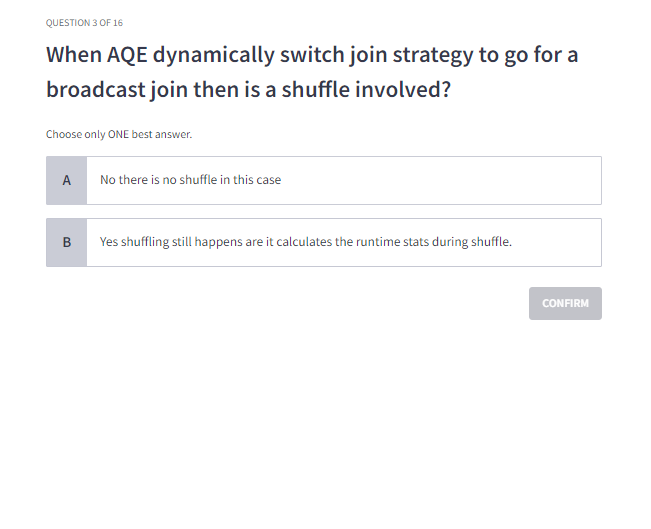 QUESTION 3 OF 16
When AQE dynamically switch join strategy to go for a
broadcast join then is a shuffle involved?
Choose only ONE best answer.
A
No there is no shuffle in this case
B
Yes shuffling still happens are it calculates the runtime stats during shuffle.
CONFIRM